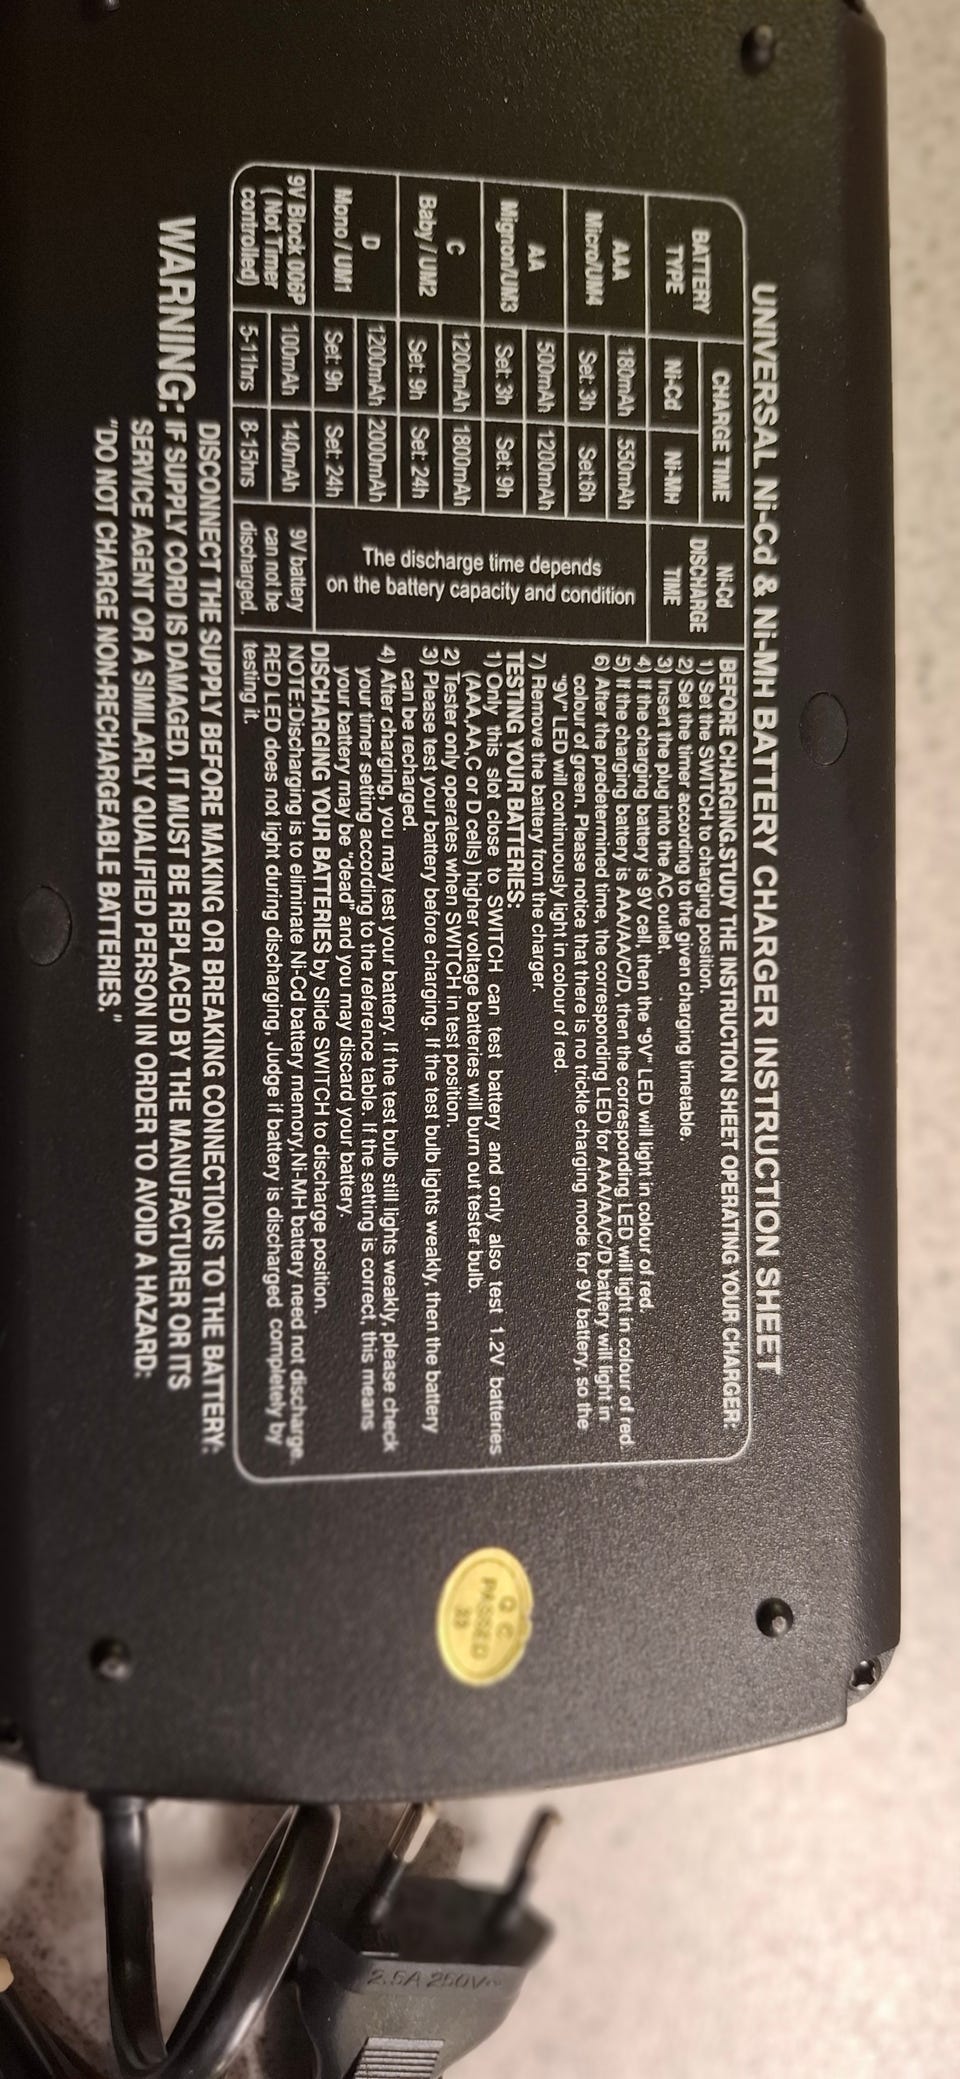 UNIVERSAL Ni-Cd & Ni-MH BATTERY CHARGER INSTRUCTION SHEET
BATTERY TYPE CHARGE TIME Ni-Cd DISCHARGE TIME
Ni-Cd Ni-MH
AAA Micro/UM4 180mAh 550mAh
Set: 3h Set:6h
AA Mignon/UM3 500mAh 1200mAh
Set: 3h Set: 9h
C Baby / UM2 1200mAh 1800mAh
Set: 9h Set: 24h
D Mono / UM1 1200mAh 2000mAh
Set: 9h Set: 24h
The discharge time depends
on the battery capacity and condition
9V Block 006P
( Not Timer
controlled)
100mAh 140mAh
5-11hrs 8-15hrs
9V battery
can not be
discharged.
BEFORE CHARGING.STUDY THE INSTRUCTION SHEET OPERATING YOUR CHARGER:
1) Set the SWITCH to charging position.
2) Set the timer according to the given charging timetable.
3) Insert the plug into the AC outlet.
4) If the charging battery is 9V cell, then the "9V" LED will light in colour of red.
5) If the charging battery is AAA/AA/C/D, then the corresponding LED will light in colour of red.
6) After the predetermined time, the corresponding LED for AAA/AA/C/D battery will light in
colour of green. Please notice that there is no trickle charging mode for 9V battery, so the
"9V" LED will continuously light in colour of red.
7) Remove the battery from the charger.
TESTING YOUR BATTERIES:
1) Only this slot close to SWITCH can test battery and only also test 1.2V batteries
(AAA,AA,C or D cells) higher voltage batteries will burn out tester bulb.
2) Tester only operates when SWITCH in test position.
3) Please test your battery before charging. If the test bulb lights weakly, then the battery
can be recharged.
4) After charging, you may test your battery. If the test bulb still lights weakly, please check
your timer setting according to the reference table. If the setting is correct, this means
your battery may be "dead" and you may discard your battery.
DISCHARGING YOUR BATTERIES by Slide SWITCH to discharge position.
NOTE:Discharging is to eliminate Ni-Cd battery memory,Ni-MH battery need not discharge.
RED LED does not light during discharging, Judge if battery is discharged completely by
testing it.
DISCONNECT THE SUPPLY BEFORE MAKING OR BREAKING CONNECTIONS TO THE BATTERY:
WARNING: IF SUPPLY CORD IS DAMAGED. IT MUST BE REPLACED BY THE MANUFACTURER OR ITS
SERVICE AGENT OR A SIMILARLY QUALIFIED PERSON IN ORDER TO AVOID A HAZARD:
"DO NOT CHARGE NON-RECHARGEABLE BATTERIES."
Q C
PASSED
2.5A 250V~